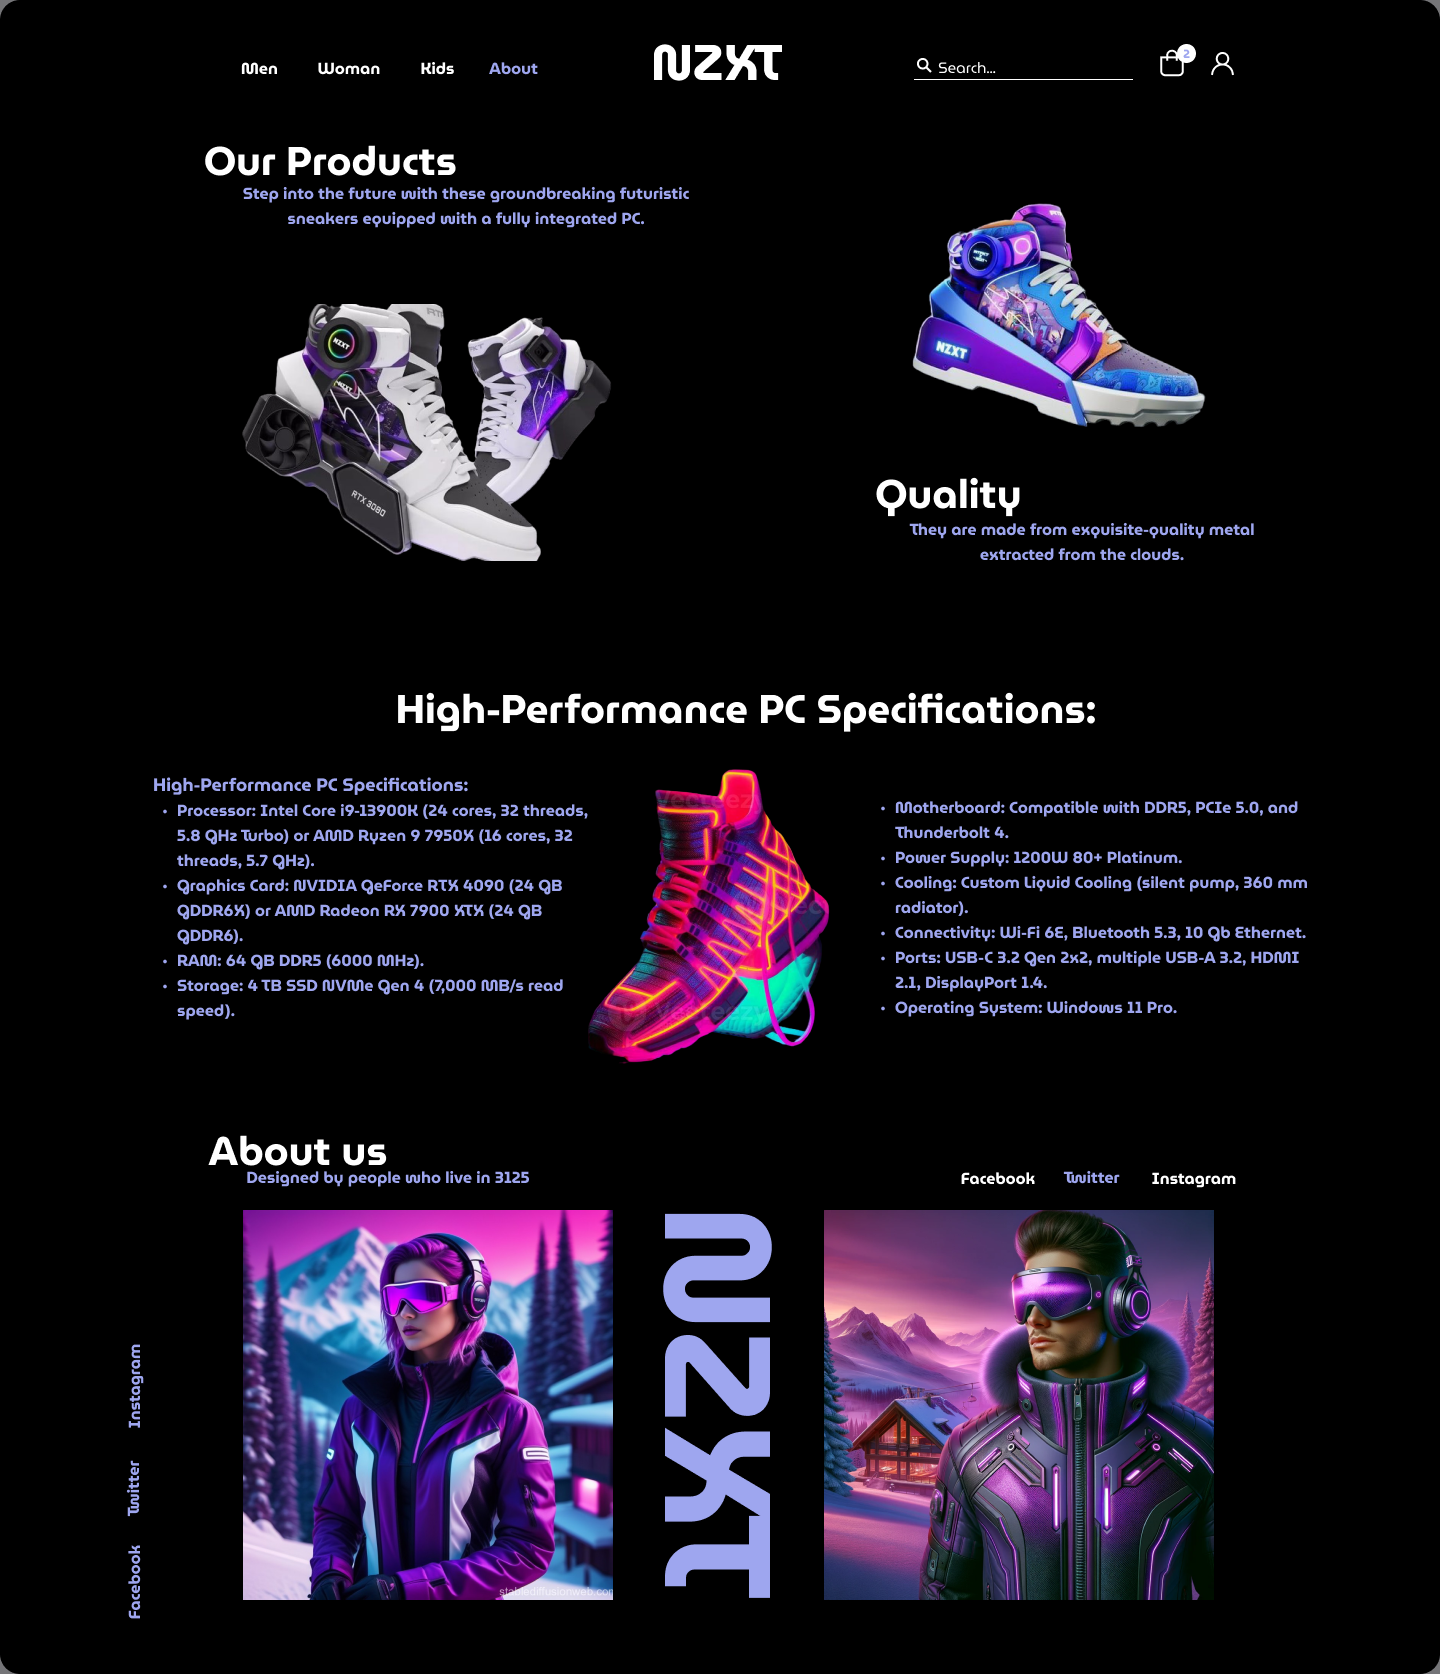 Men Woman Kids About
NZXT
Search...
2
Our Products
Step into the future with these groundbreaking futuristic
sneakers equipped with a fully integrated PC.
NZXT
NZXT
RTX 3080
NZXT
Quality
They are made from exquisite-quality metal
extracted from the clouds.
High-Performance PC Specifications:
High-Performance PC Specifications:
• Processor: Intel Core i9-13900K (24 cores, 32 threads,
5.8 GHz Turbo) or AMD Ryzen 9 7950X (16 cores, 32
threads, 5.7 GHz).
• Graphics Card: NVIDIA GeForce RTX 4090 (24 GB
GDDR6X) or AMD Radeon RX 7900 XTX (24 GB
GDDR6).
• RAM: 64 GB DDR5 (6000 MHz).
• Storage: 4 TB SSD NVMe Gen 4 (7,000 MB/s read
speed).
vecteezy
vecteezy
• Motherboard: Compatible with DDR5, PCIe 5.0, and
Thunderbolt 4.
• Power Supply: 1200W 80+ Platinum.
• Cooling: Custom Liquid Cooling (silent pump, 360 mm
radiator).
• Connectivity: Wi-Fi 6E, Bluetooth 5.3, 10 Gb Ethernet.
• Ports: USB-C 3.2 Gen 2x2, multiple USB-A 3.2, HDMI
2.1, DisplayPort 1.4.
• Operating System: Windows 11 Pro.
About us
Designed by people who live in 3125
Facebook Twitter Instagram
Facebook Twitter Instagram
stablediffusionweb.com
NZXT